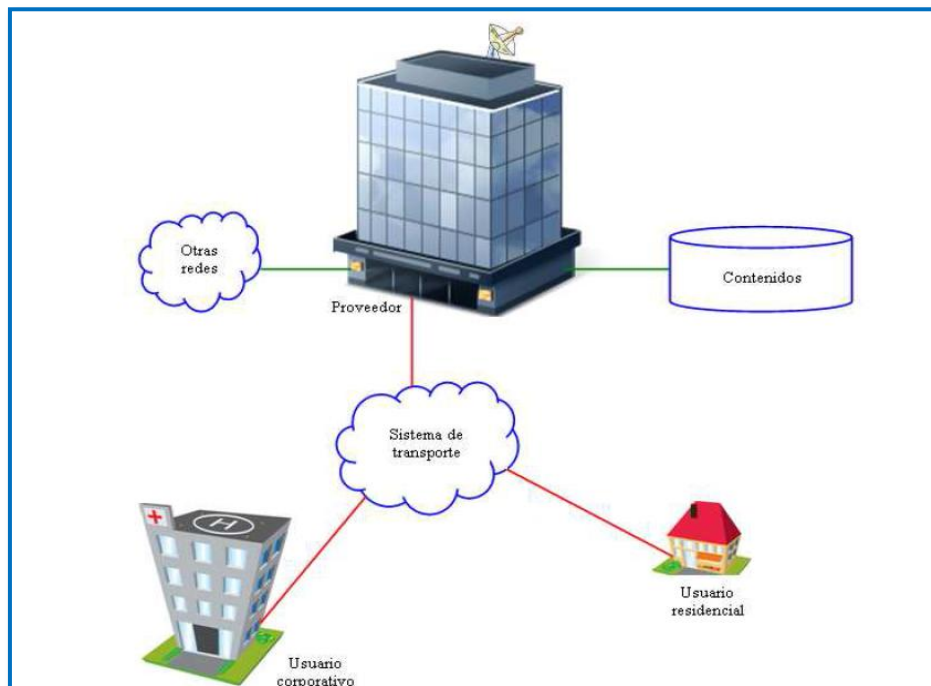 Otras
redes
Contenidos
Proveedor
Sistema de
transporte
H
Usuario
residencial
Usuario
corporativo